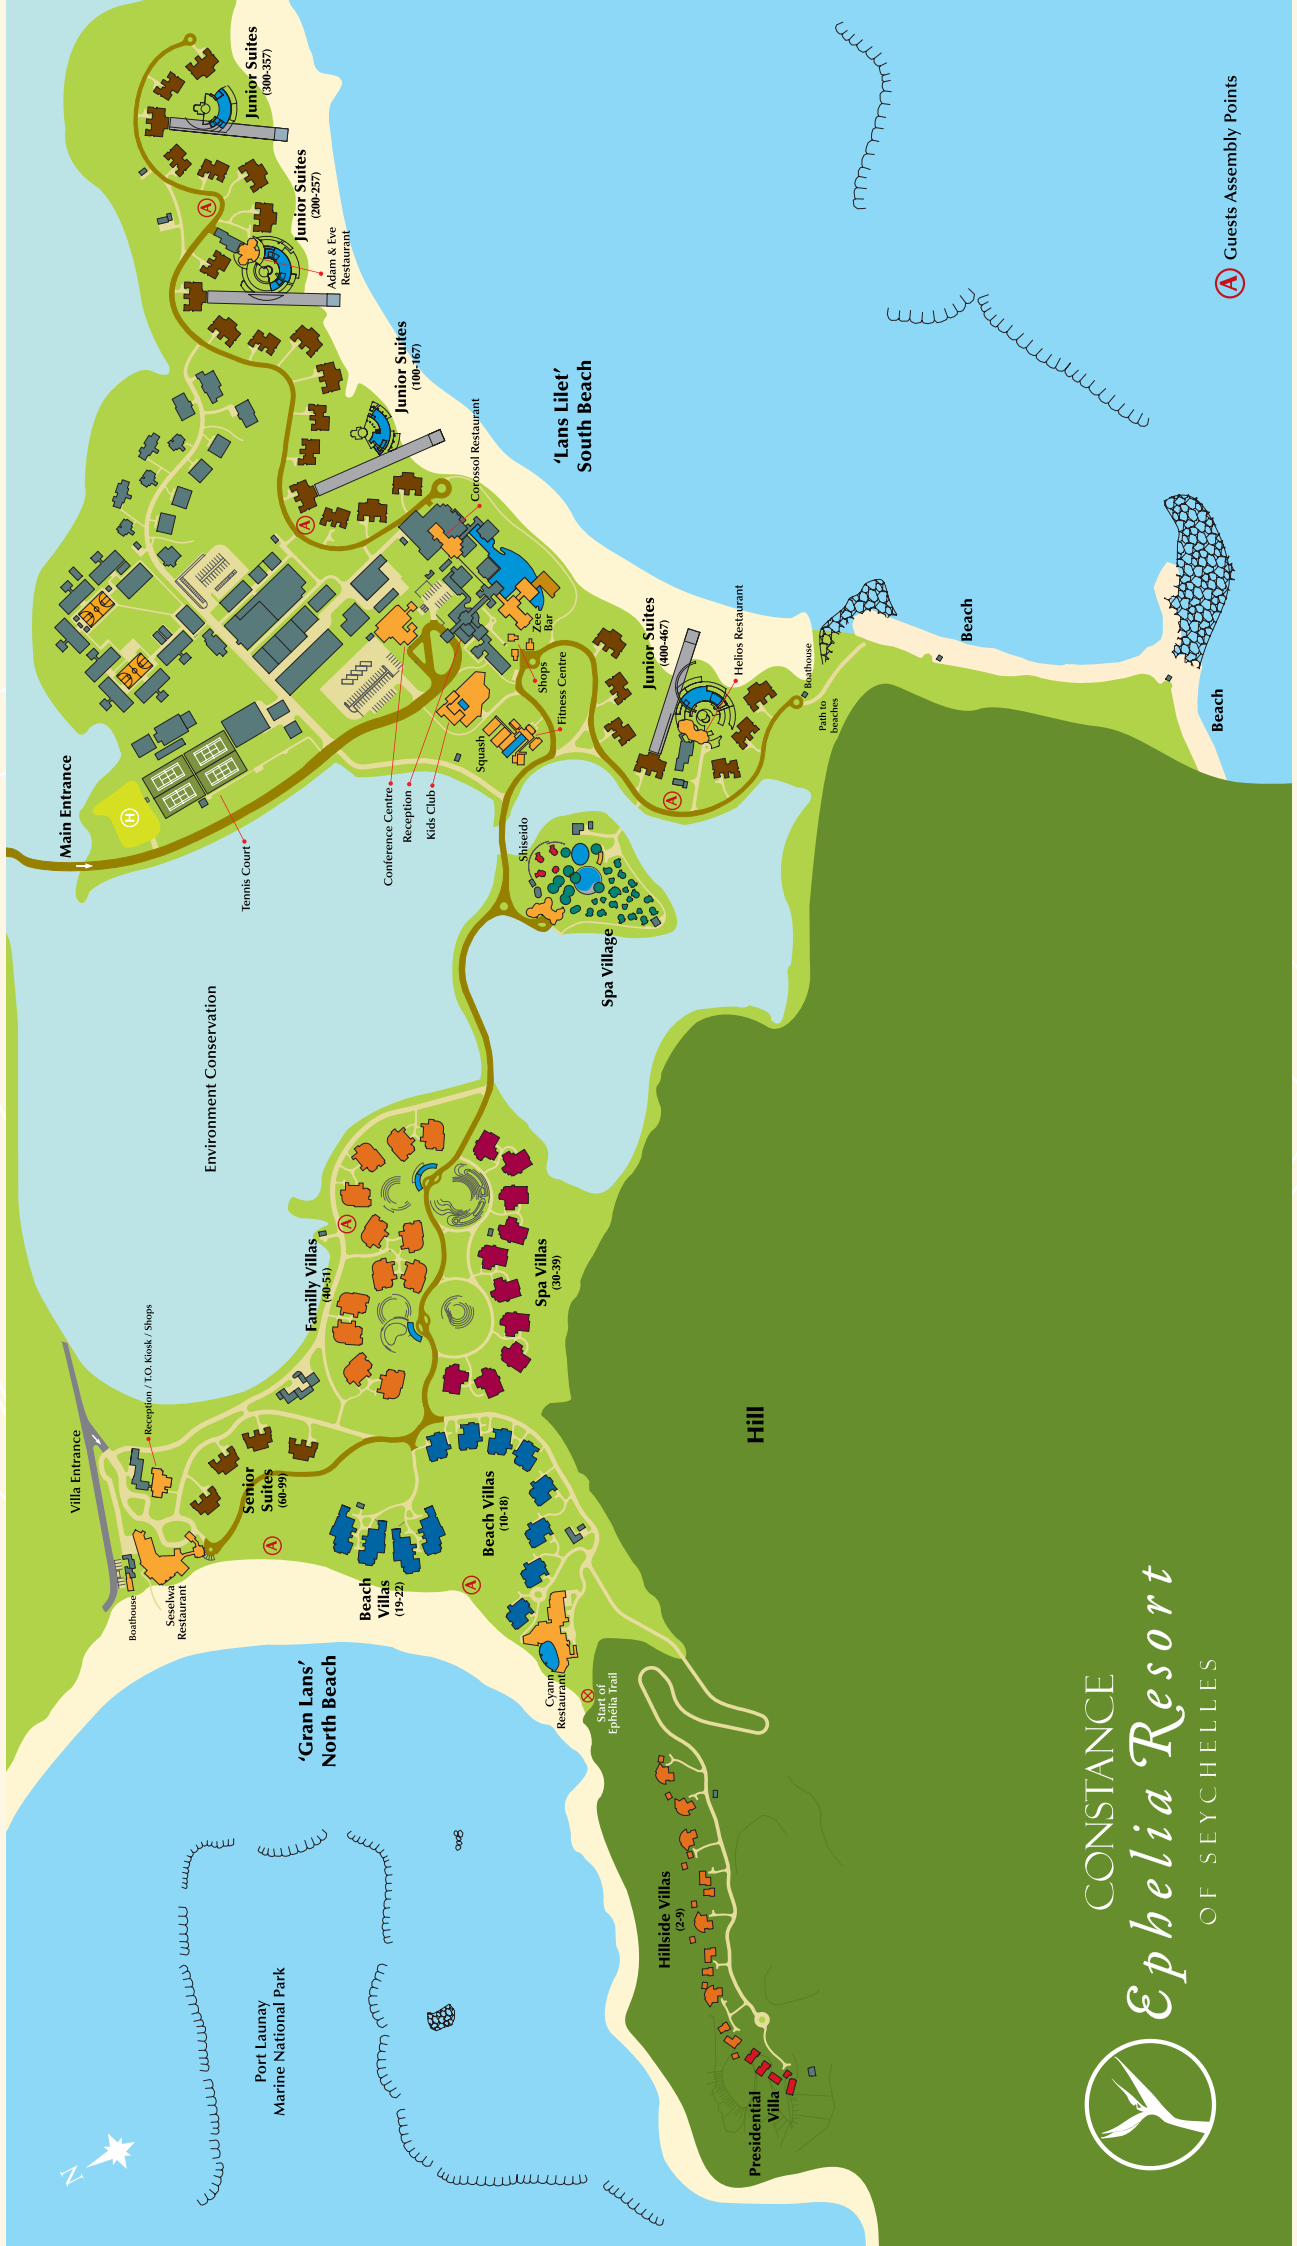 N
Port Launay
Marine National Park
'Gran Lans'
North Beach
Boathouse
Seselwa
Restaurant
Villa Entrance
Reception / T.O. Kiosk / Shops
Senior
Suites
(60-99)
A
Beach
Villas
(19-22)
A
Beach Villas
(10-18)
Cyann
Restaurant
Start of
Ephélia Trail
Hillside Villas
(2-9)
Presidential
Villa
Familly Villas
(40-51)
A
Spa Villas
(30-39)
Environment Conservation
Hill
Spa Village
Shiseido
Main Entrance
H
Tennis Court
Conference Centre
Reception
Kids Club
Squash
Fitness Centre
Shops
Zee
Bar
Corossol Restaurant
A
Junior Suites
(400-467)
Helios Restaurant
Boathouse
Path to
beaches
A
Junior Suites
(100-167)
Adam & Eve
Restaurant
Junior Suites
(200-257)
A
Junior Suites
(300-357)
'Lans Lilet'
South Beach
Beach
Beach
A Guests Assembly Points
CONSTANCE
Ephelia Resort
OF SEYCHELLES